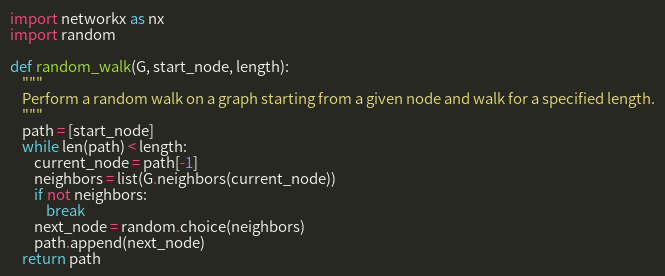 import networkx as nx
import random

def random_walk(G, start_node, length):
    """
    Perform a random walk on a graph starting from a given node and walk for a specified length.
    """
    path = [start_node]
    while len(path) < length:
        current_node = path[-1]
        neighbors = list(G.neighbors(current_node))
        if not neighbors:
            break
        next_node = random.choice(neighbors)
        path.append(next_node)
    return path